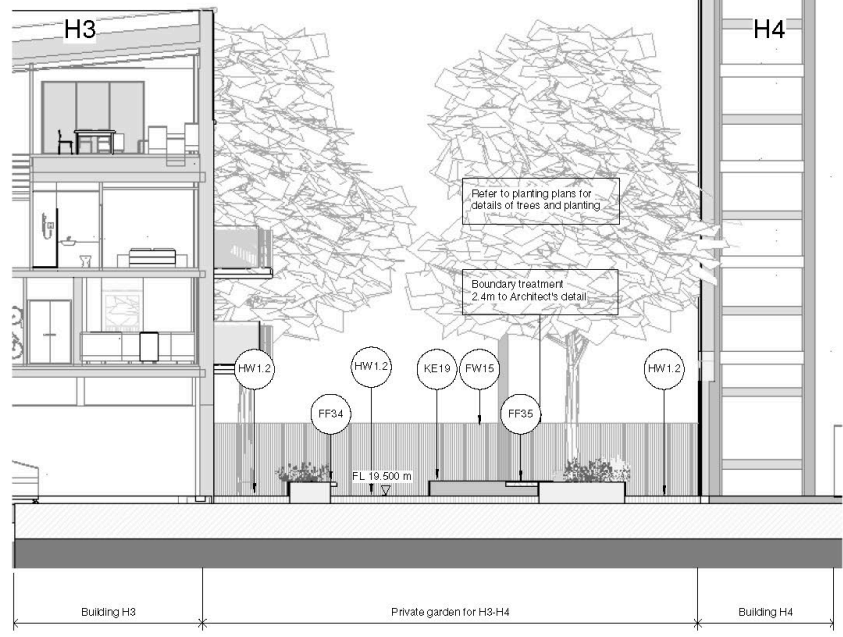 H3
H4
Refer to planting plans for
details of trees and planting
Boundary treatment
2.4m to Architect's detail
HW1.2
HW1.2
KE19
FW15
HW1.2
FF34
FF35
FL 19.500 m
Building H3
Private garden for H3-H4
Building H4